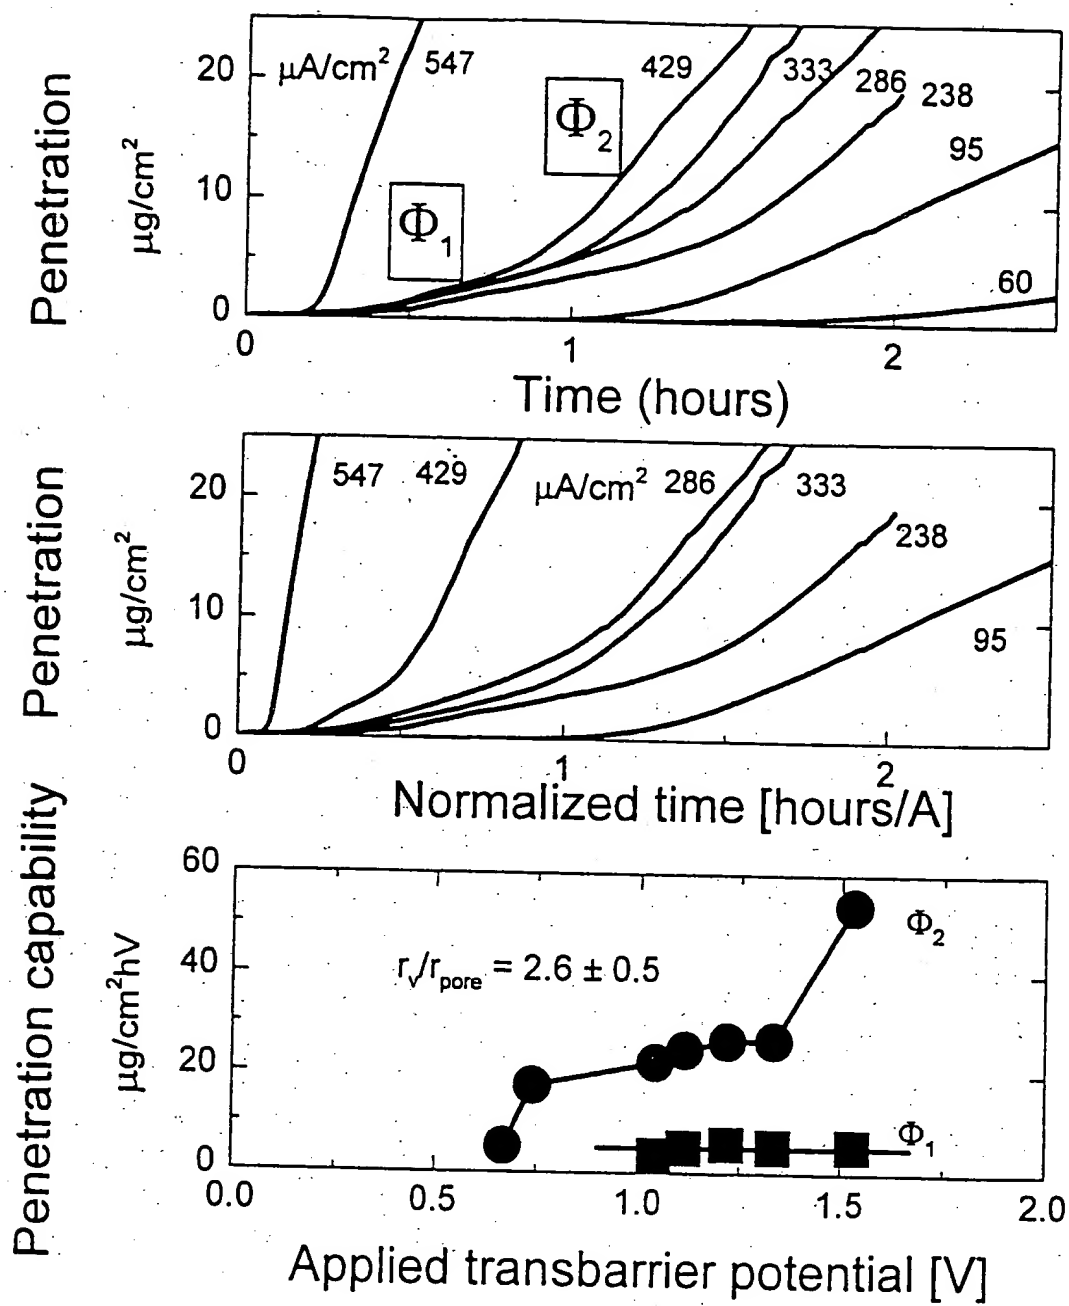 Penetration
μg/cm²
20
10
0
μA/cm²
547
429
333
286
238
95
60
Φ₂
Φ₁
0
1
2
Time (hours)
Penetration
μg/cm²
20
10
0
547
429
μA/cm²
286
333
238
95
0
1
2
Normalized time [hours/A]
Penetration capability
μg/cm²hV
60
40
20
0
rᵥ/r_pore = 2.6 ± 0.5
Φ₂
Φ₁
0.0
0.5
1.0
1.5
2.0
Applied transbarrier potential [V]